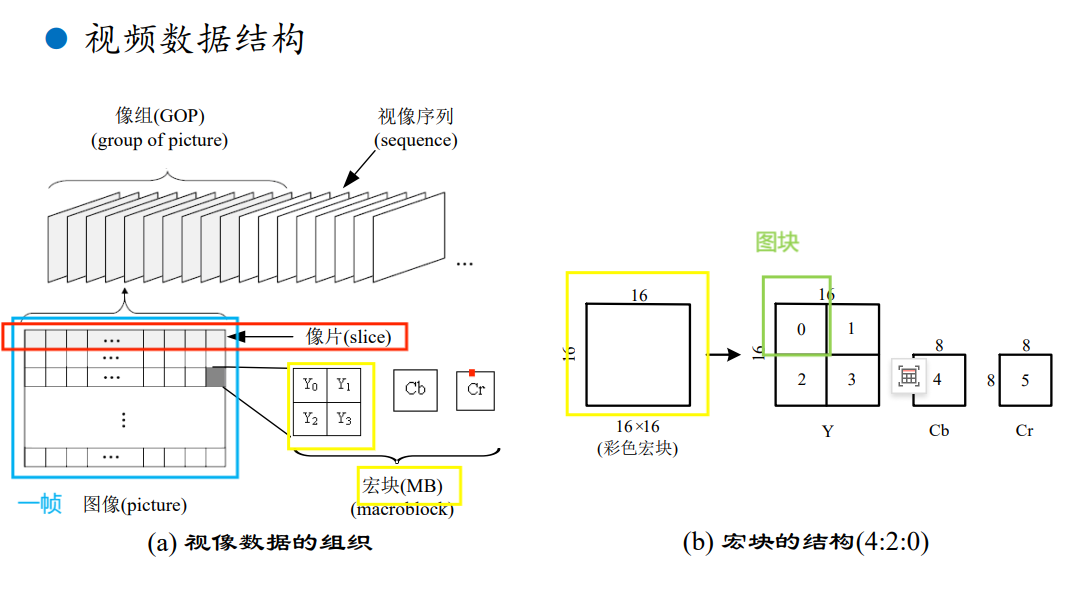 视频数据结构
像组(GOP)
(group of picture)
视像序列
(sequence)
...
...
像片(slice)
...
...
⋮
...
Y0 Y1
Y2 Y3
Cb
Cr
宏块(MB)
(macroblock)
一帧
图像(picture)
(a) 视像数据的组织
16
16
16×16
(彩色宏块)
图块
16
16
0 1
2 3
Y
8
4
Cb
8
8
5
Cr
(b) 宏块的结构(4:2:0)